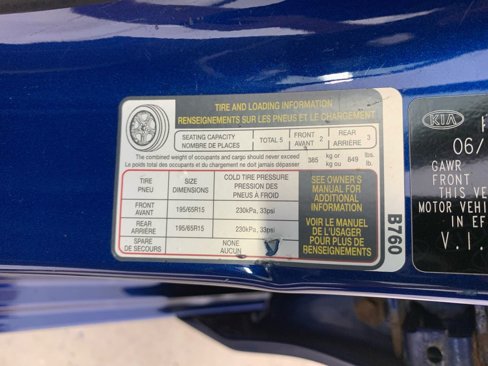 TIRE AND LOADING INFORMATION
RENSEIGNEMENTS SUR LES PNEUS ET LE CHARGEMENT
SEATING CAPACITY
NOMBRE DE PLACES
TOTAL 5
FRONT
AVANT 2
REAR
ARRIÈRE 3
The combined weight of occupants and cargo should never exceed
Le poids total des occupants et du chargement ne doit jamais dépasser
385 kg or
kg ou
849 lbs.
lb.
TIRE
PNEU
SIZE
DIMENSIONS
COLD TIRE PRESSURE
PRESSION DES
PNEUS À FROID
FRONT
AVANT
195/65R15
230kPa, 33psi
REAR
ARRIÈRE
195/65R15
230kPa, 33psi
SPARE
DE SECOURS
NONE
AUCUN
SEE OWNER'S
MANUAL FOR
ADDITIONAL
INFORMATION
VOIR LE MANUEL
DE L'USAGER
POUR PLUS DE
RENSEIGNEMENTS
B760
KIA
06/
GAWR
FRONT
THIS VE
MOTOR VEHIC
IN EF
V.I.